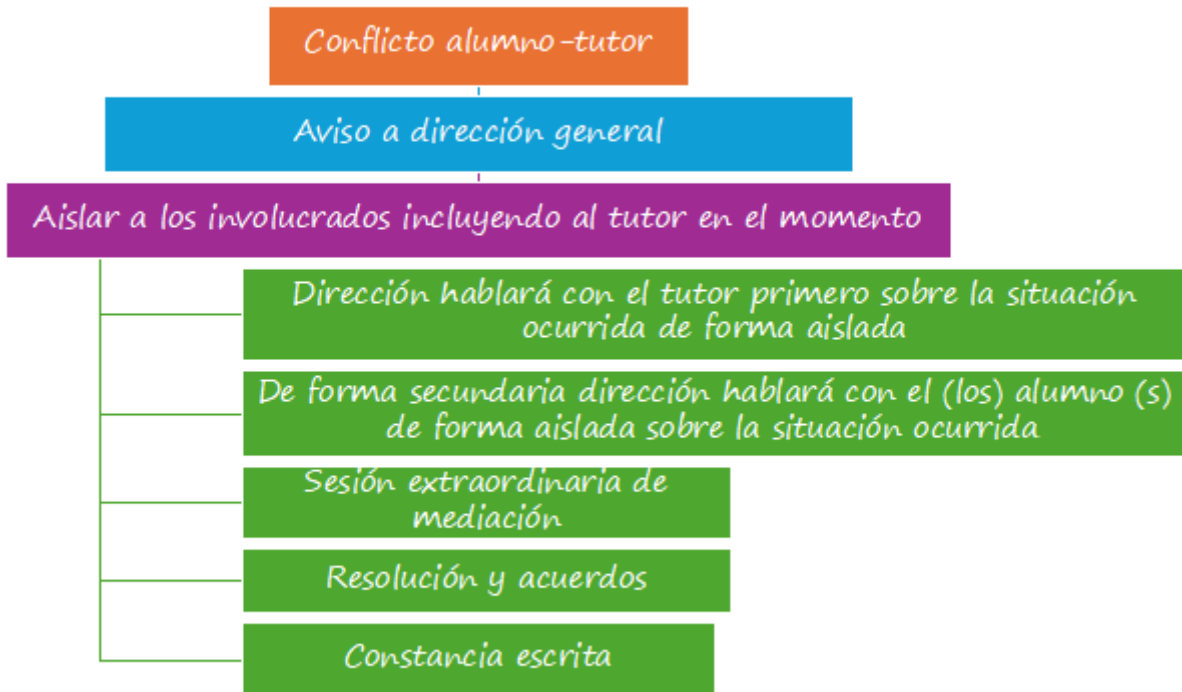 Conflicto alumno-tutor
Aviso a dirección general
Aislar a los involucrados incluyendo al tutor en el momento
Dirección hablará con el tutor primero sobre la situación
ocurrida de forma aislada
De forma secundaria dirección hablará con el (los) alumno (s)
de forma aislada sobre la situación ocurrida
Sesión extraordinaria de
mediación
Resolución y acuerdos
Constancia escrita